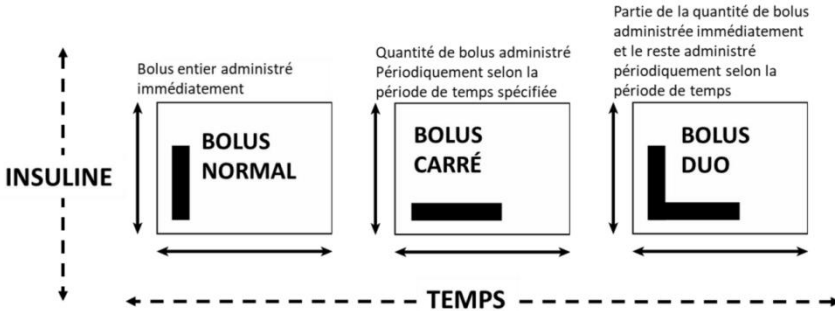 Bolus entier administré
immédiatement
Quantité de bolus administré
Périodiquement selon la
période de temps spécifiée
Partie de la quantité de bolus
administrée immédiatement
et le reste administré
périodiquement selon la
période de temps
INSULINE
BOLUS
NORMAL
BOLUS
CARRÉ
BOLUS
DUO
TEMPS